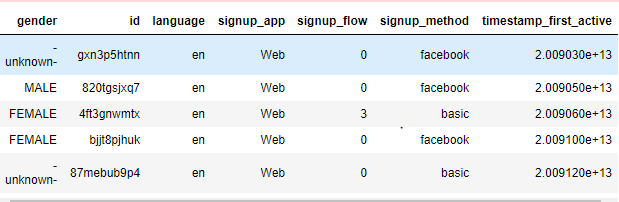 gender id language signup_app signup_flow signup_method timestamp_first_active
-
unknown- gxn3p5htnn en Web 0 facebook 2.009030e+13
MALE 820tgsjxq7 en Web 0 facebook 2.009050e+13
FEMALE 4ft3gnwmtx en Web 3 basic 2.009060e+13
FEMALE bjjt8pjhuk en Web 0 facebook 2.009100e+13
-
unknown- 87mebub9p4 en Web 0 basic 2.009120e+13